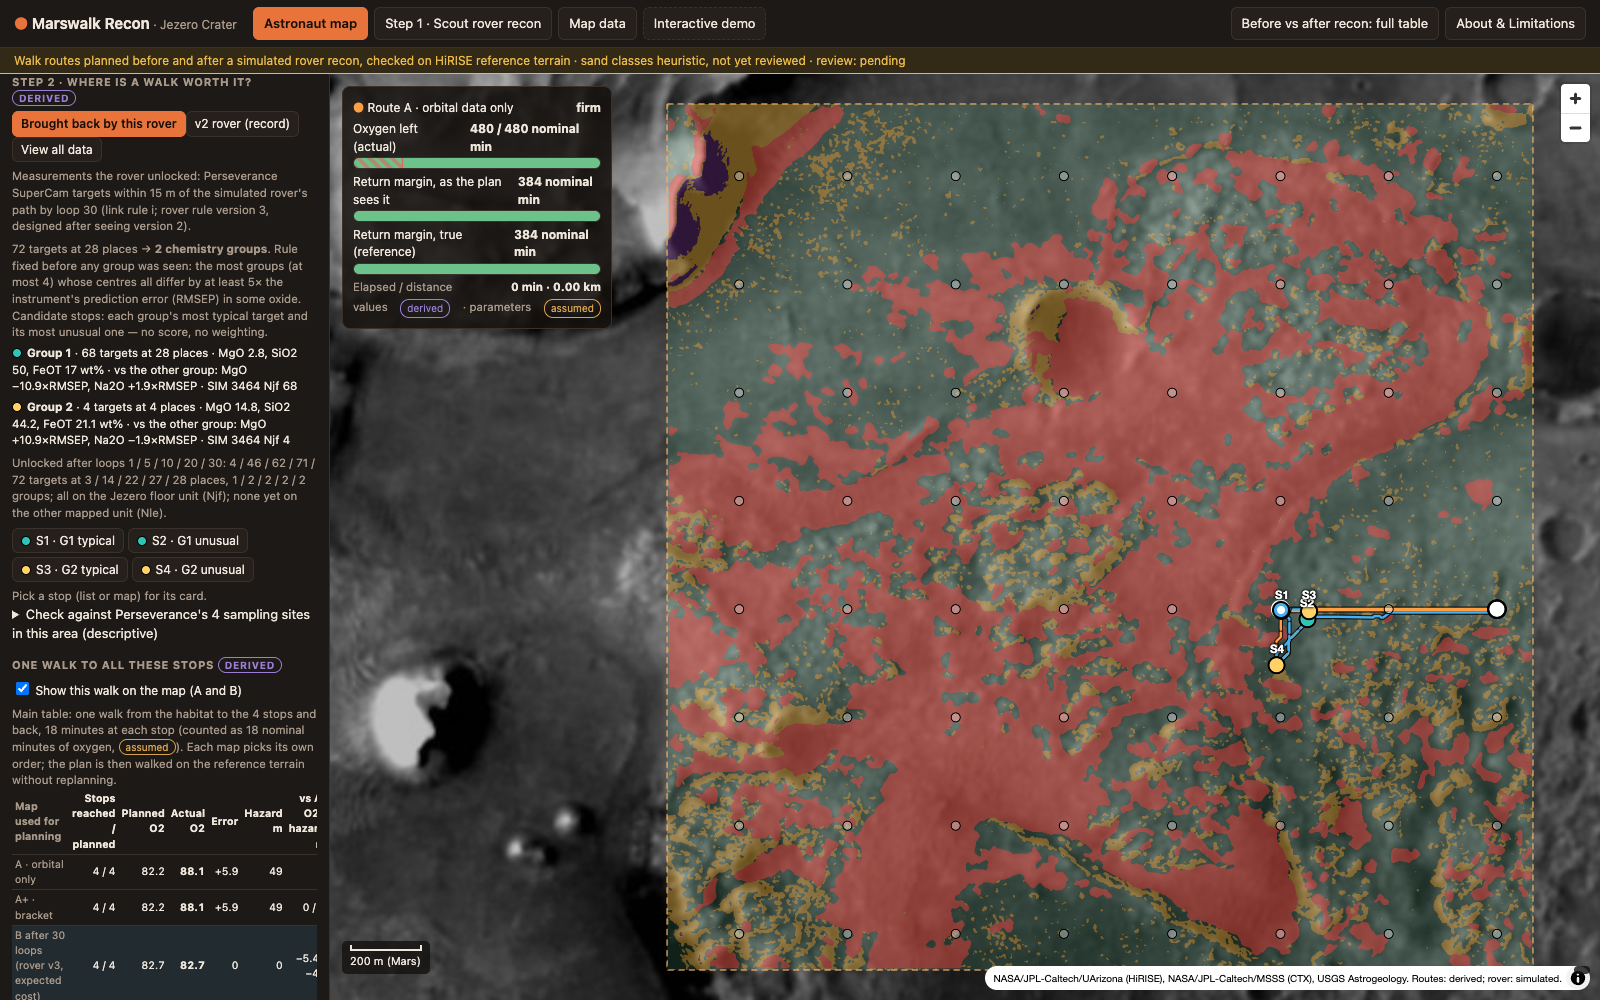 Marswalk Recon · Jezero Crater
Astronaut map
Step 1 · Scout rover recon
Map data
Interactive demo
Before vs after recon: full table
About & Limitations
Walk routes planned before and after a simulated rover recon, checked on HiRISE reference terrain · sand classes heuristic, not yet reviewed · review: pending
STEP 2 · WHERE IS A WALK WORTH IT?
DERIVED
Brought back by this rover
v2 rover (record)
View all data
Measurements the rover unlocked: Perseverance
SuperCam targets within 15 m of the simulated rover's
path by loop 30 (link rule i; rover rule version 3,
designed after seeing version 2).
72 targets at 28 places → 2 chemistry groups. Rule
fixed before any group was seen: the most groups (at
most 4) whose centres all differ by at least 5× the
instrument's prediction error (RMSEP) in some oxide.
Candidate stops: each group's most typical target and
its most unusual one — no score, no weighting.
Group 1 · 68 targets at 28 places · MgO 2.8, SiO2
50, FeOT 17 wt% · vs the other group: MgO
−10.9×RMSEP, Na2O +1.9×RMSEP · SIM 3464 Njf 68
Group 2 · 4 targets at 4 places · MgO 14.8, SiO2
44.2, FeOT 21.1 wt% · vs the other group: MgO
+10.9×RMSEP, Na2O −1.9×RMSEP · SIM 3464 Njf 4
Unlocked after loops 1 / 5 / 10 / 20 / 30: 4 / 46 / 62 / 71 /
72 targets at 3 / 14 / 22 / 27 / 28 places, 1 / 2 / 2 / 2 / 2
groups; all on the Jezero floor unit (Njf); none yet on
the other mapped unit (Nle).
S1 · G1 typical
S2 · G1 unusual
S3 · G2 typical
S4 · G2 unusual
Pick a stop (list or map) for its card.
▶ Check against Perseverance's 4 sampling sites
in this area (descriptive)
ONE WALK TO ALL THESE STOPS DERIVED
Show this walk on the map (A and B)
Main table: one walk from the habitat to the 4 stops and
back, 18 minutes at each stop (counted as 18 nominal
minutes of oxygen, assumed). Each map picks its own
order; the plan is then walked on the reference terrain
without replanning.
Map used for planning
Stops reached / planned
Planned O2
Actual O2
Error
Hazard m
A · orbital only 4 / 4 82.2 88.1 +5.9 49
A+ · bracket 4 / 4 82.2 88.1 +5.9 49 0 /
B after 30 loops (rover v3, expected cost) 4 / 4 82.7 82.7 0 0 −5.4
Route A · orbital data only firm
Oxygen left (actual) 480 / 480 nominal min
Return margin, as the plan sees it 384 nominal min
Return margin, true (reference) 384 nominal min
Elapsed / distance 0 min · 0.00 km
values derived · parameters assumed
S1
S3
S2
S4
+
−
200 m (Mars)
NASA/JPL-Caltech/UArizona (HiRISE), NASA/JPL-Caltech/MSSS (CTX), USGS Astrogeology. Routes: derived; rover: simulated.